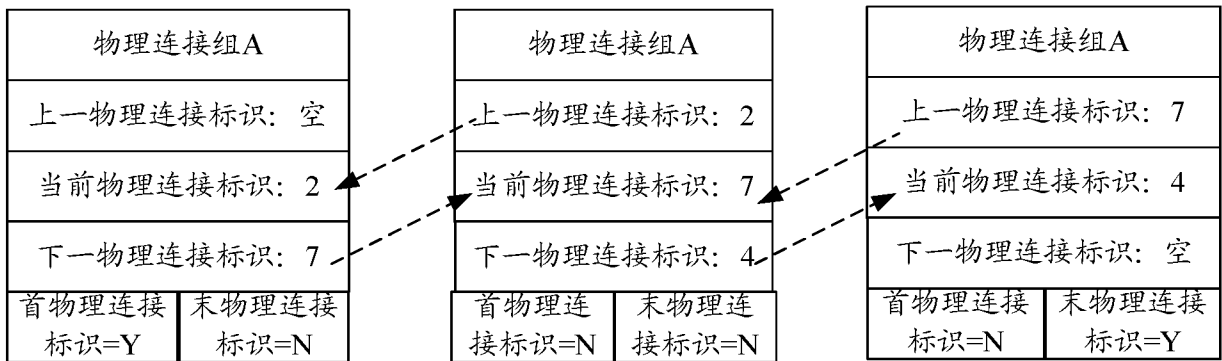 物理连接组A
上一物理连接标识：空
当前物理连接标识：2
下一物理连接标识：7
首物理连接
标识=Y
末物理连接
标识=N
物理连接组A
上一物理连接标识：2
当前物理连接标识：7
下一物理连接标识：4
首物理连
接标识=N
末物理连
接标识=N
物理连接组A
上一物理连接标识：7
当前物理连接标识：4
下一物理连接标识：空
首物理连接
标识=N
末物理连接
标识=Y